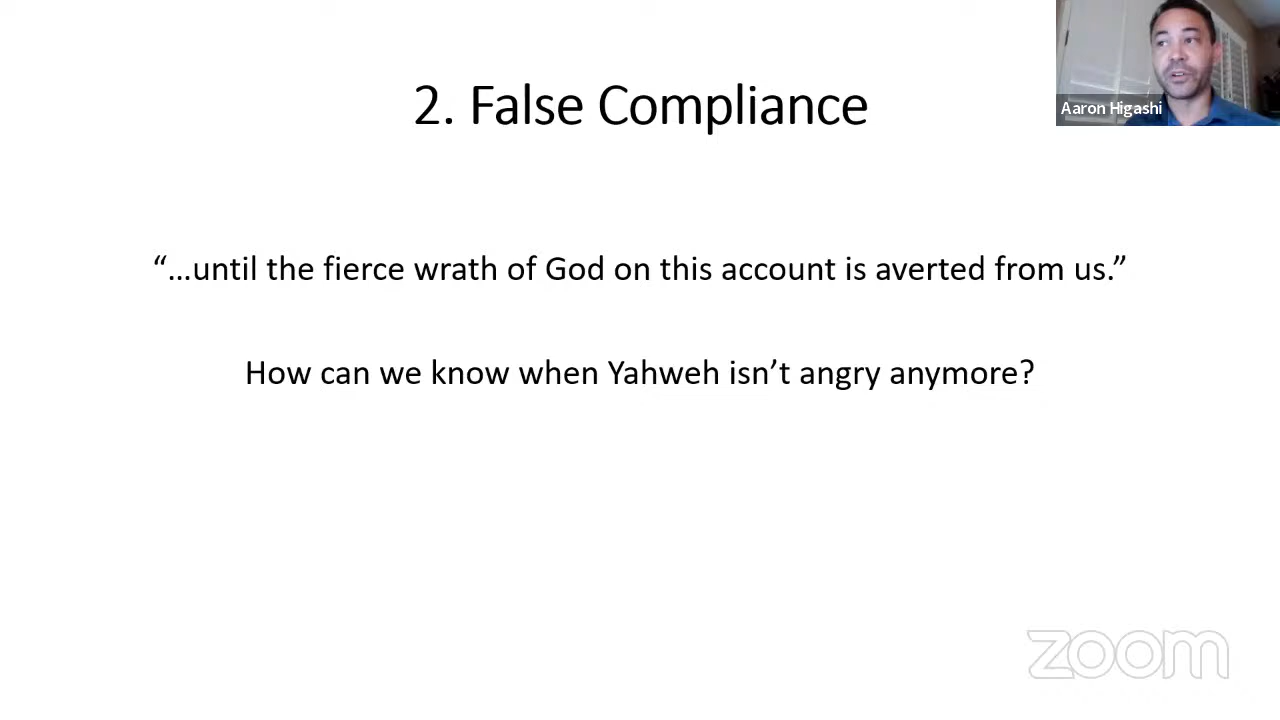 2. False Compliance
Aaron Higashi
“…until the fierce wrath of God on this account is averted from us.”
How can we know when Yahweh isn’t angry anymore?
zoom